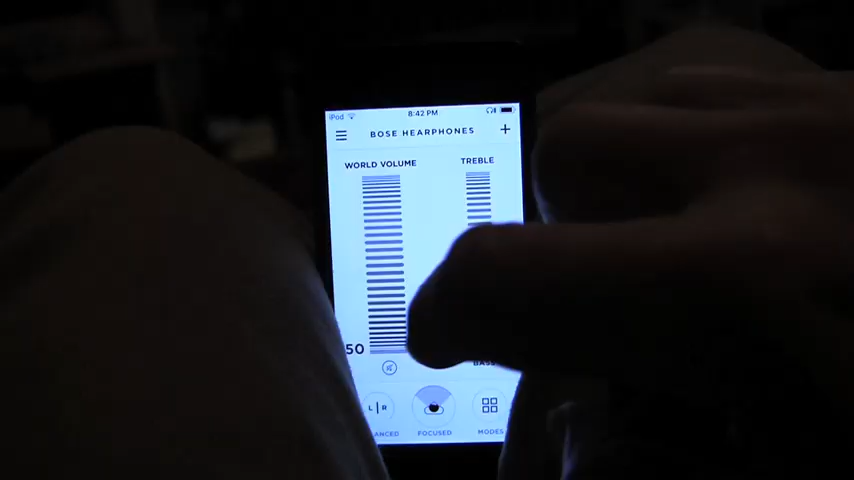 iPod 8:42 PM
BOSE HEARPHONES
WORLD VOLUME TREBLE
50
L R
FOCUSED MODES